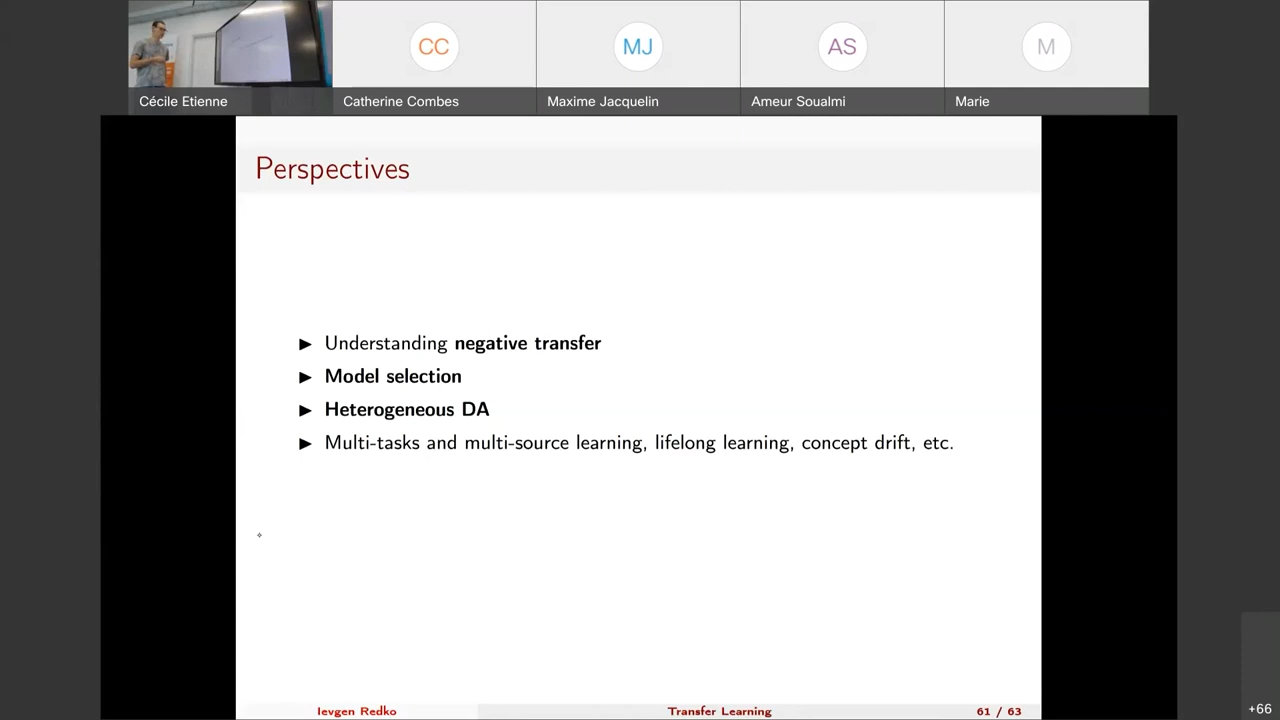 CC
MJ
AS
M
Cécile Etienne
Catherine Combes
Maxime Jacquelin
Ameur Soualmi
Marie
Perspectives
▶ Understanding negative transfer
▶ Model selection
▶ Heterogeneous DA
▶ Multi-tasks and multi-source learning, lifelong learning, concept drift, etc.
Ievgen Redko
Transfer Learning
61 / 63
+66